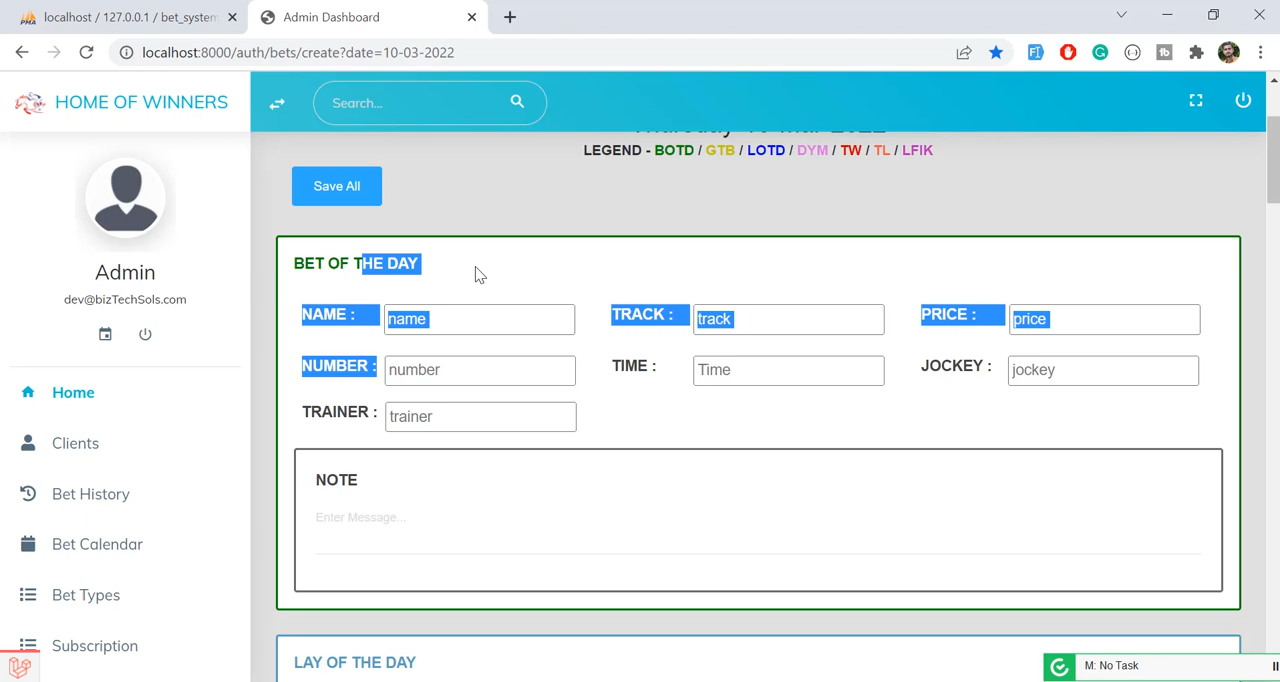 localhost / 127.0.0.1 / bet_system
Admin Dashboard
localhost:8000/auth/bets/create?date=10-03-2022
HOME OF WINNERS
Search...
LEGEND - BOTD / GTB / LOTD / DYM / TW / TL / LFIK
Save All
Admin
dev@bizTechSols.com
Home
Clients
Bet History
Bet Calendar
Bet Types
Subscription
BET OF THE DAY
NAME : name TRACK : track PRICE : price
NUMBER : number TIME : Time JOCKEY : jockey
TRAINER : trainer
NOTE
Enter Message...
LAY OF THE DAY
M: No Task